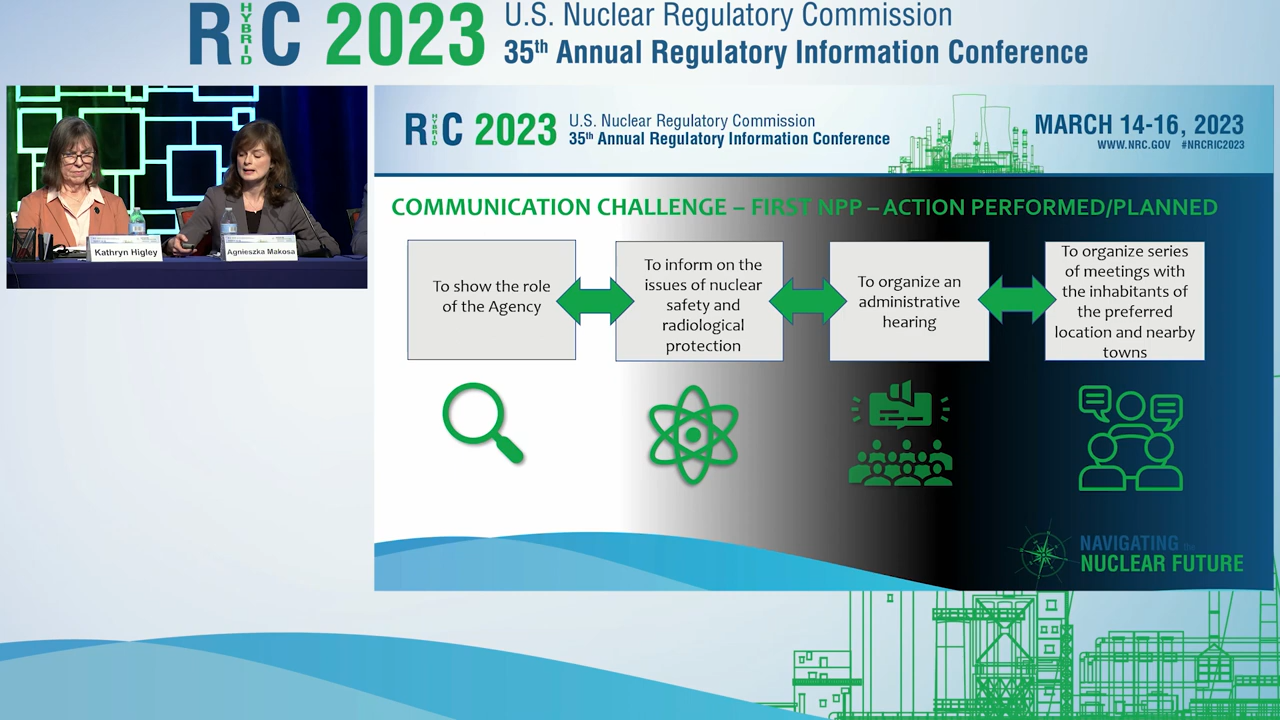 RHYBRIDIC 2023
U.S. Nuclear Regulatory Commission
35th Annual Regulatory Information Conference
Kathryn Higley
Agnieszka Makosa
RHYBRIDIC 2023
U.S. Nuclear Regulatory Commission
35th Annual Regulatory Information Conference
MARCH 14-16, 2023
WWW.NRC.GOV #NRCRIC2023
COMMUNICATION CHALLENGE – FIRST NPP – ACTION PERFORMED/PLANNED
To show the role
of the Agency
To inform on the
issues of nuclear
safety and
radiological
protection
To organize an
administrative
hearing
To organize series
of meetings with
the inhabitants of
the preferred
location and nearby
towns
NAVIGATING the
NUCLEAR FUTURE